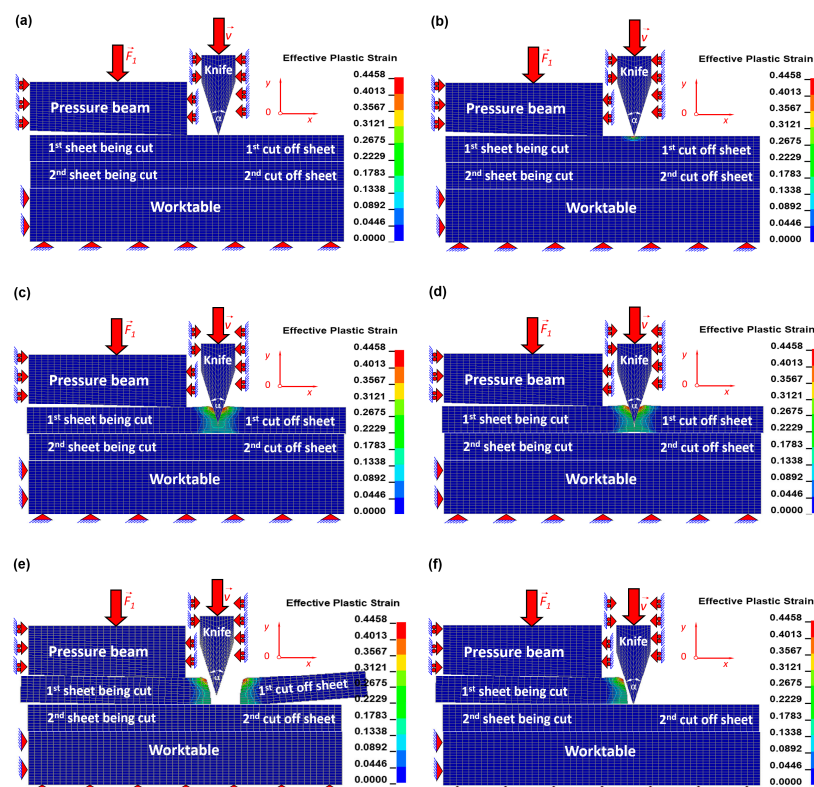 (a)
F₁
v
Knife
Effective Plastic Strain
0.4458
0.4013
0.3567
0.3121
0.2675
0.2229
0.1783
0.1338
0.0892
0.0446
0.0000
y
0
x
α
Pressure beam
1st sheet being cut
1st cut off sheet
2nd sheet being cut
2nd cut off sheet
Worktable
(b)
F₁
v
Knife
Effective Plastic Strain
0.4458
0.4013
0.3567
0.3121
0.2675
0.2229
0.1783
0.1338
0.0892
0.0446
0.0000
y
0
x
α
Pressure beam
1st sheet being cut
1st cut off sheet
2nd sheet being cut
2nd cut off sheet
Worktable
(c)
F₁
v
Knife
Effective Plastic Strain
0.4458
0.4013
0.3567
0.3121
0.2675
0.2229
0.1783
0.1338
0.0892
0.0446
0.0000
y
0
x
α
Pressure beam
1st sheet being cut
1st cut off sheet
2nd sheet being cut
2nd cut off sheet
Worktable
(d)
F₁
v
Knife
Effective Plastic Strain
0.4458
0.4013
0.3567
0.3121
0.2675
0.2229
0.1783
0.1338
0.0892
0.0446
0.0000
y
0
x
α
Pressure beam
1st sheet being cut
1st cut off sheet
2nd sheet being cut
2nd cut off sheet
Worktable
(e)
F₁
v
Knife
Effective Plastic Strain
0.4458
0.4013
0.3567
0.3121
0.2675
0.2229
0.1783
0.1338
0.0892
0.0446
0.0000
y
0
x
α
Pressure beam
1st sheet being cut
1st cut off sheet
2nd sheet being cut
2nd cut off sheet
Worktable
(f)
F₁
v
Knife
Effective Plastic Strain
0.4458
0.4013
0.3567
0.3121
0.2675
0.2229
0.1783
0.1338
0.0892
0.0446
0.0000
y
0
x
α
Pressure beam
1st sheet being cut
2nd sheet being cut
2nd cut off sheet
Worktable